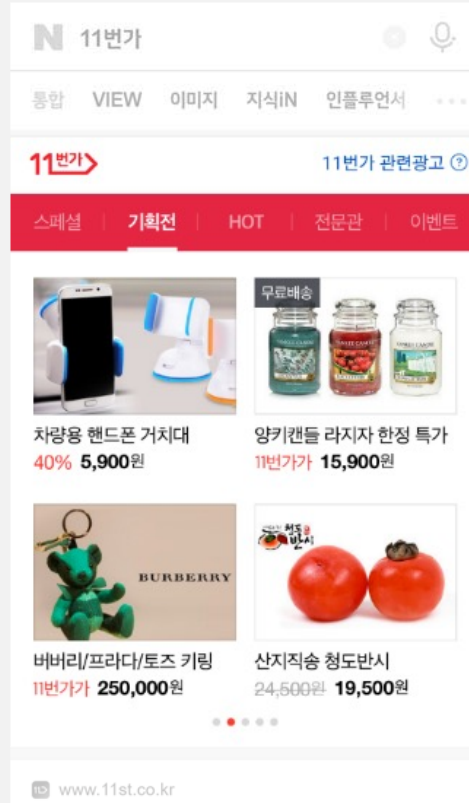 N 11번가
통합 VIEW 이미지 지식iN 인플루언서
11번가
11번가 관련광고 ?
스페셜 기획전 HOT 전문관 이벤트
무료배송
YANKEE CANDLE
차량용 핸드폰 거치대
40% 5,900원
양키캔들 라지자 한정 특가
11번가가 15,900원
BURBERRY
청도반시
버버리/프라다/토즈 키링
11번가가 250,000원
산지직송 청도반시
24,500원 19,500원
www.11st.co.kr